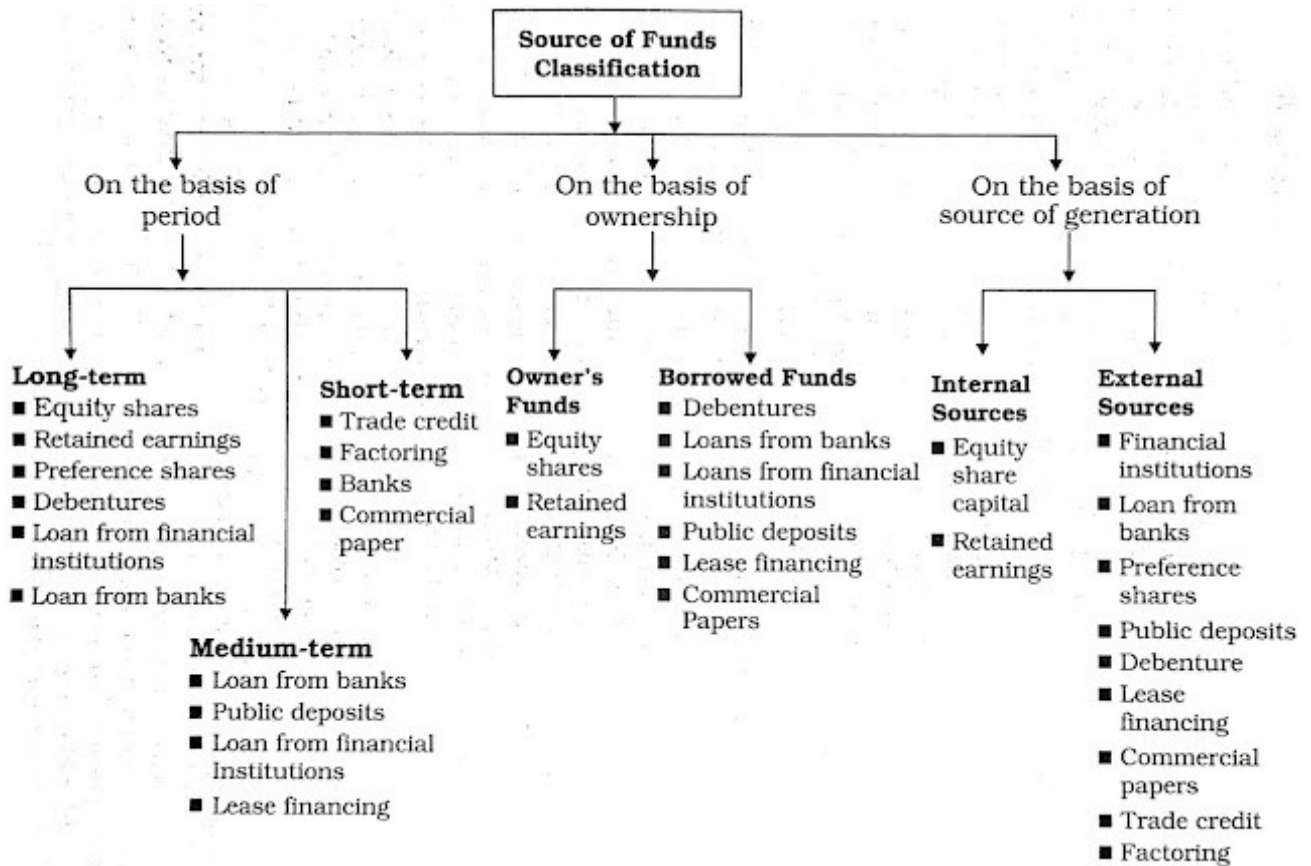 Source of Funds
Classification
On the basis of
period
On the basis of
ownership
On the basis of
source of generation
Long-term
■ Equity shares
■ Retained earnings
■ Preference shares
■ Debentures
■ Loan from financial
institutions
■ Loan from banks
Medium-term
■ Loan from banks
■ Public deposits
■ Loan from financial
Institutions
■ Lease financing
Short-term
■ Trade credit
■ Factoring
■ Banks
■ Commercial
paper
Owner's
Funds
■ Equity
shares
■ Retained
earnings
Borrowed Funds
■ Debentures
■ Loans from banks
■ Loans from financial
institutions
■ Public deposits
■ Lease financing
■ Commercial
Papers
Internal
Sources
■ Equity
share
capital
■ Retained
earnings
External
Sources
■ Financial
institutions
■ Loan from
banks
■ Preference
shares
■ Public deposits
■ Debenture
■ Lease
financing
■ Commercial
papers
■ Trade credit
■ Factoring